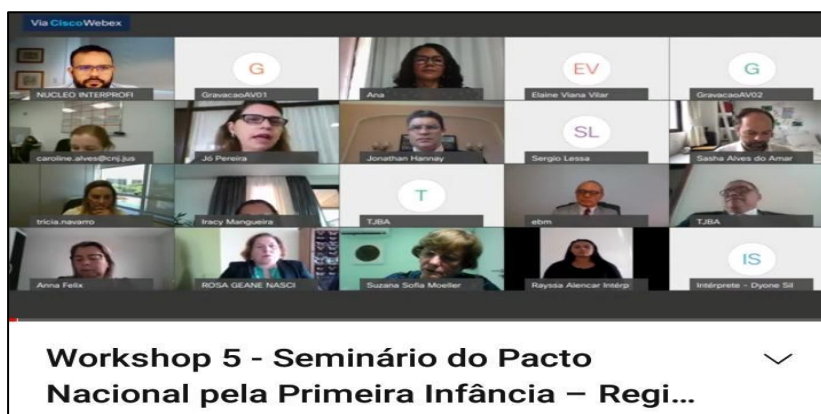 Via CiscoWebex
NUCLEO INTERPROFI
G
GravacaoAV01
Ana
EV
Elaine Viana Vilar
G
GravacaoAV02
caroline.alves@cnj.jus
Jô Pereira
Jonathan Hannay
SL
Sergio Lessa
Sasha Alves do Amar
tricia.navarro
Iracy Mangueira
T
TJBA
ebm
TJBA
Anna Felix
ROSA GEANE NASCI
Suzana Sofia Moeller
Rayssa Alencar Intérp
IS
Intérprete - Dyone Sil
Workshop 5 - Seminário do Pacto
Nacional pela Primeira Infância – Regi...